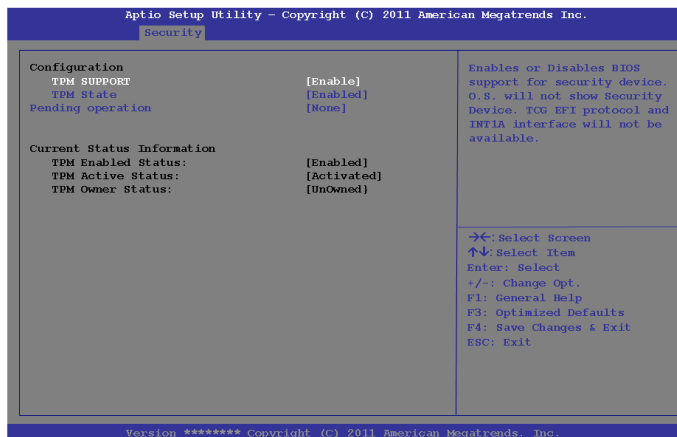 Aptio Setup Utility – Copyright (C) 2011 American Megatrends Inc.
Security
Configuration
TPM SUPPORT [Enable]
TPM State [Enabled]
Pending operation [None]
Current Status Information
TPM Enabled Status: [Enabled]
TPM Active Status: [Activated]
TPM Owner Status: [UnOwned]
Enables or Disables BIOS
support for security device.
O.S. will not show Security
Device. TCG EFI protocol and
INT1A interface will not be
available.
→←:Select Screen
↑↓:Select Item
Enter: Select
+/-: Change Opt.
F1: General Help
F3: Optimized Defaults
F4: Save Changes & Exit
ESC: Exit
Version ******** Copyright (C) 2011 American Megatrends, Inc.